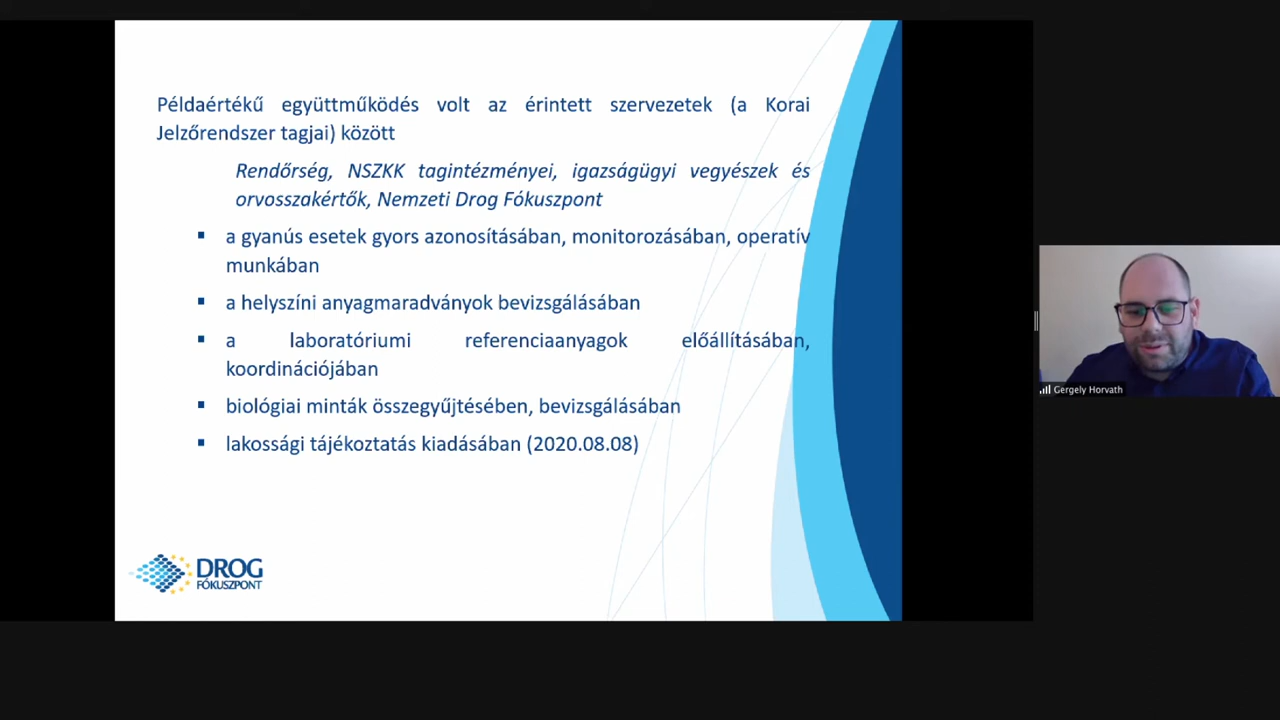 Példaértékű együttműködés volt az érintett szervezetek (a Korai
Jelzőrendszer tagjai) között
Rendőrség, NSZKK tagintézményei, igazságügyi vegyészek és
orvosszakértők, Nemzeti Drog Fókuszpont
▪ a gyanús esetek gyors azonosításában, monitorozásában, operatív
munkában
▪ a helyszíni anyagmaradványok bevizsgálásában
▪ a laboratóriumi referenciaanyagok előállításában,
koordinációjában
▪ biológiai minták összegyűjtésében, bevizsgálásában
▪ lakossági tájékoztatás kiadásában (2020.08.08)
DROG
FÓKUSZPONT
Gergely Horvath